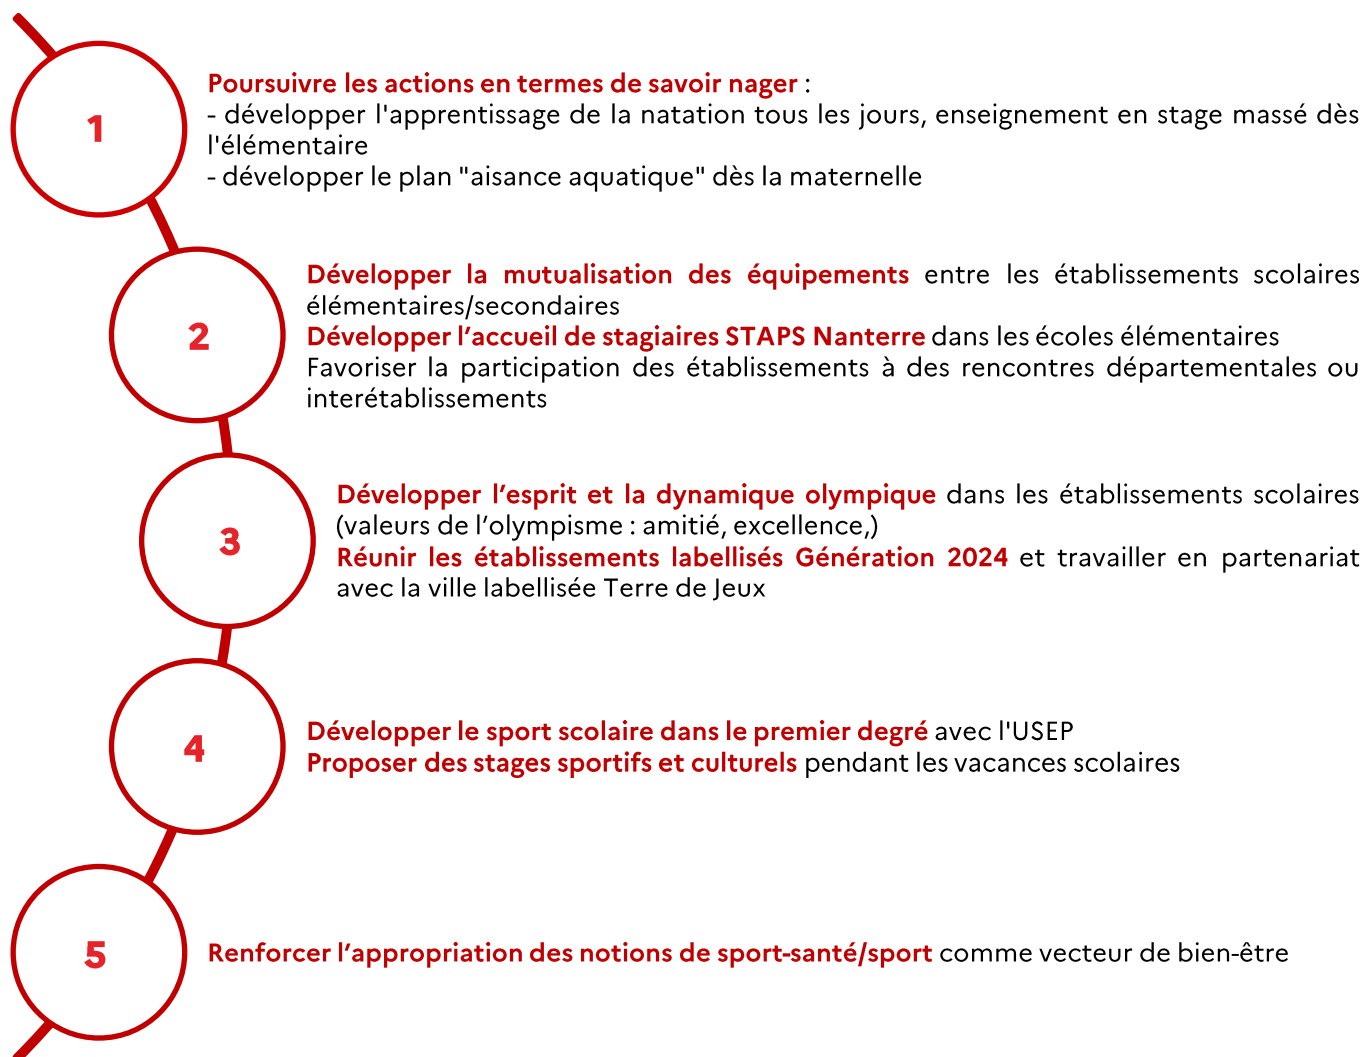 1
Poursuivre les actions en termes de savoir nager :
- développer l'apprentissage de la natation tous les jours, enseignement en stage massé dès
l'élémentaire
- développer le plan "aisance aquatique" dès la maternelle
2
Développer la mutualisation des équipements entre les établissements scolaires
élémentaires/secondaires
Développer l’accueil de stagiaires STAPS Nanterre dans les écoles élémentaires
Favoriser la participation des établissements à des rencontres départementales ou
interétablissements
3
Développer l’esprit et la dynamique olympique dans les établissements scolaires
(valeurs de l’olympisme : amitié, excellence,)
Réunir les établissements labellisés Génération 2024 et travailler en partenariat
avec la ville labellisée Terre de Jeux
4
Développer le sport scolaire dans le premier degré avec l'USEP
Proposer des stages sportifs et culturels pendant les vacances scolaires
5
Renforcer l’appropriation des notions de sport-santé/sport comme vecteur de bien-être